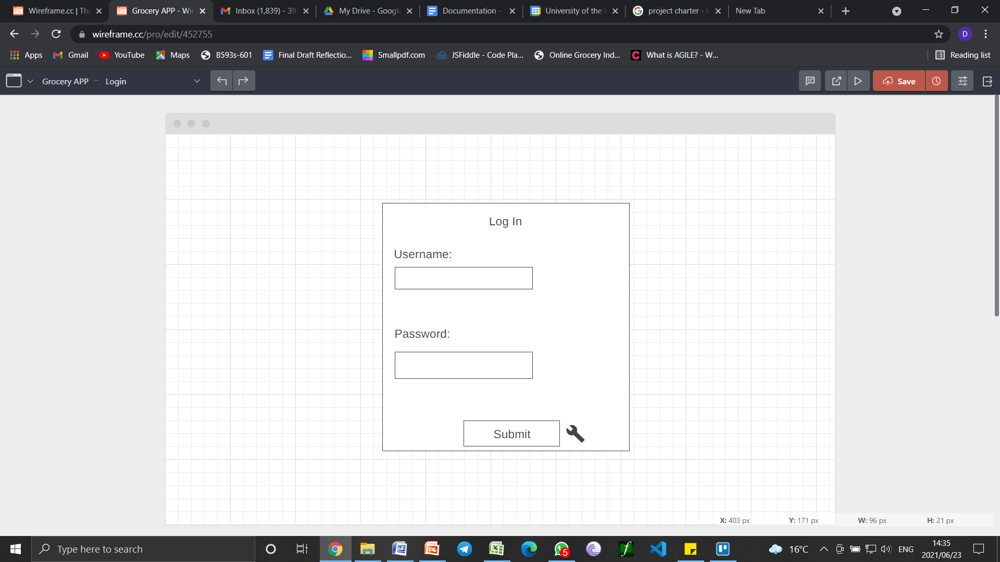 Wireframe.cc | The
Grocery APP - Wir
Inbox (1,839) - 39
My Drive - Google
Documentation -
University of the
project charter -
New Tab
wireframe.cc/pro/edit/452755
D
Apps
Gmail
YouTube
Maps
B593s-601
Final Draft Reflectio...
Smallpdf.com
JSFiddle - Code Pla...
Online Grocery Ind...
What is AGILE? - W...
Reading list
Grocery APP – Login
Save
Log In
Username:
Password:
Submit
X: 403 px
Y: 171 px
W: 96 px
H: 21 px
Type here to search
5
16°C
ENG
14:35
2021/06/23